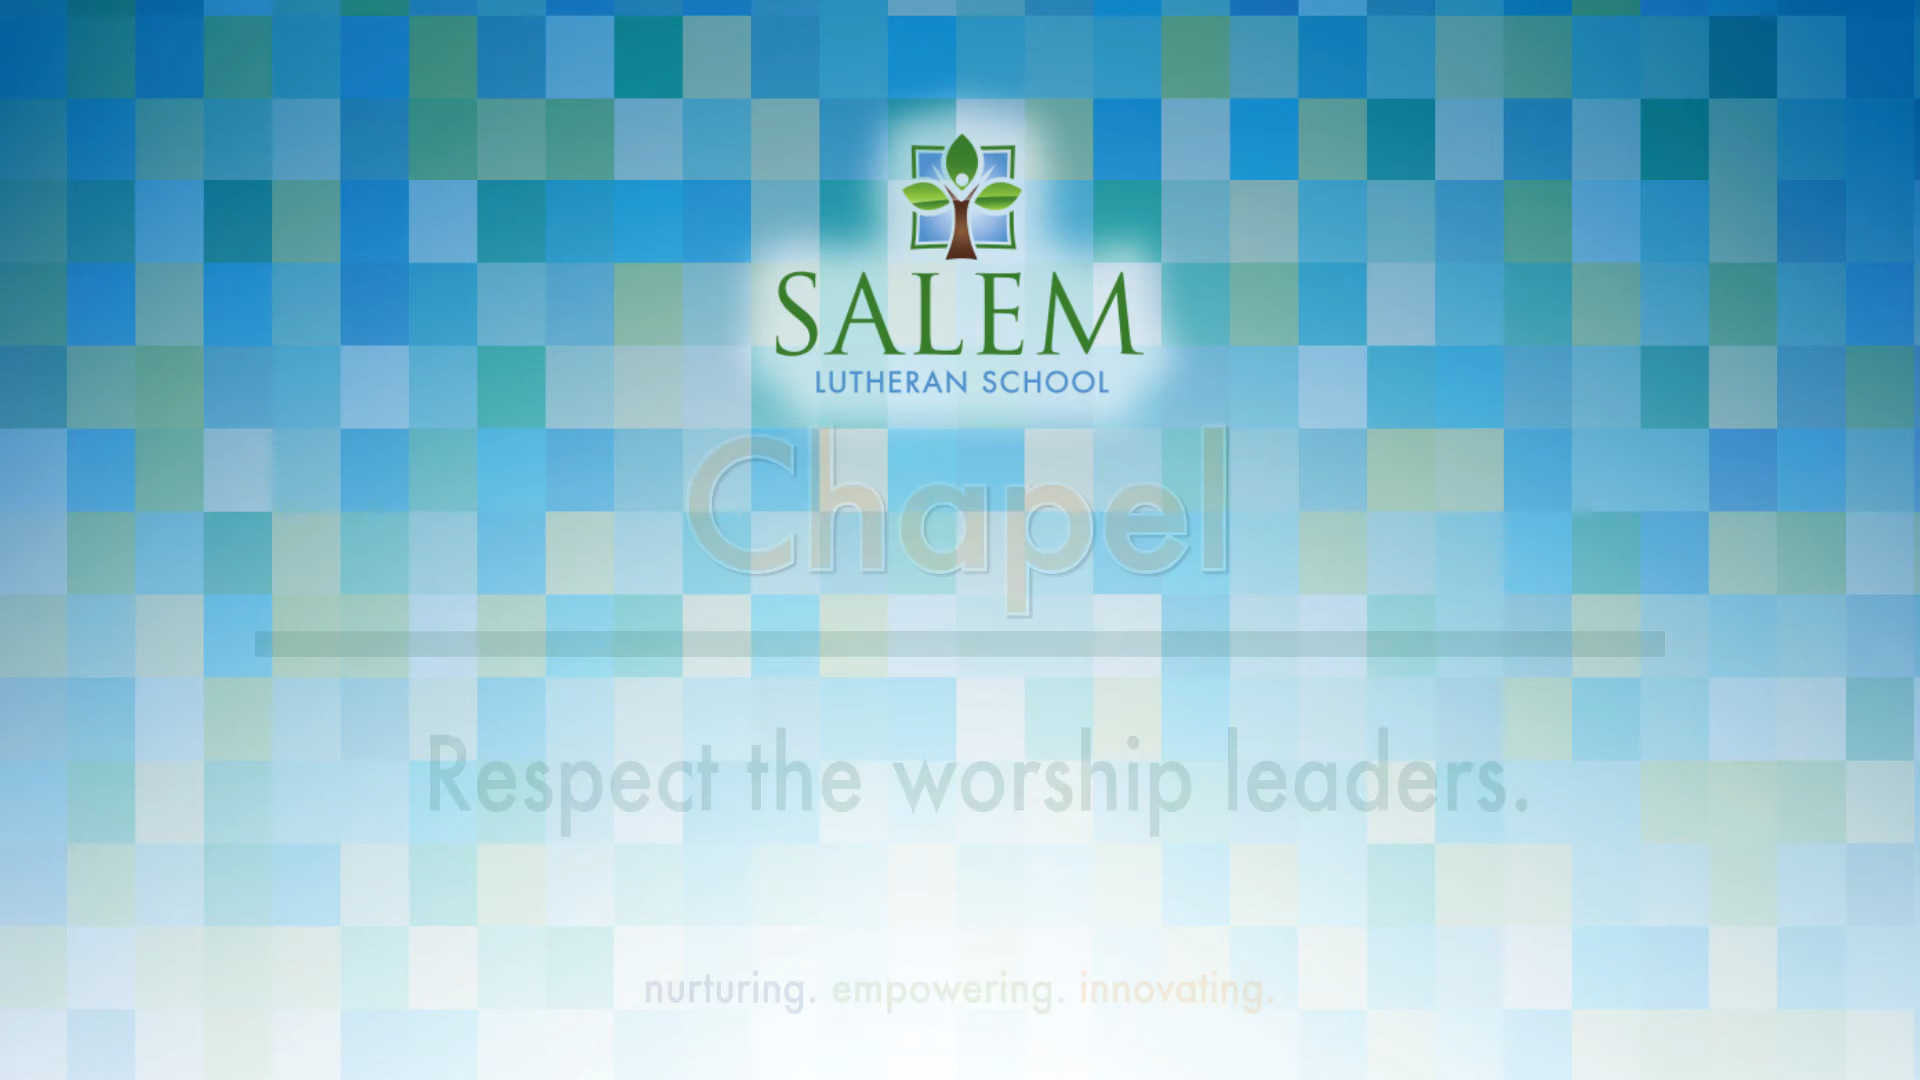 SALEM
LUTHERAN SCHOOL
Chapel
Respect the worship leaders.
nurturing. empowering. innovating.